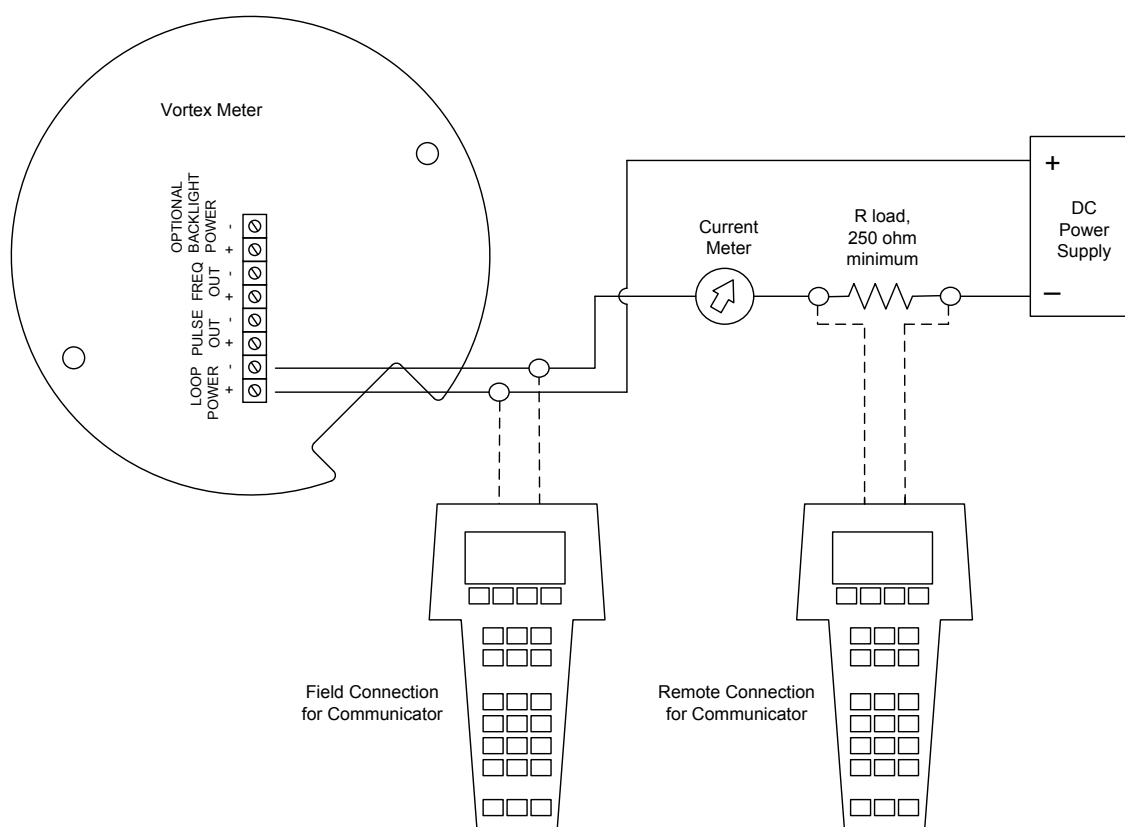 Vortex Meter
OPTIONAL
BACKLIGHT
POWER
- +
FREQ
OUT
- +
PULSE
OUT
- +
LOOP
POWER
- +
Current
Meter
R load,
250 ohm
minimum
+
DC
Power
Supply
−
Field Connection
for Communicator
Remote Connection
for Communicator